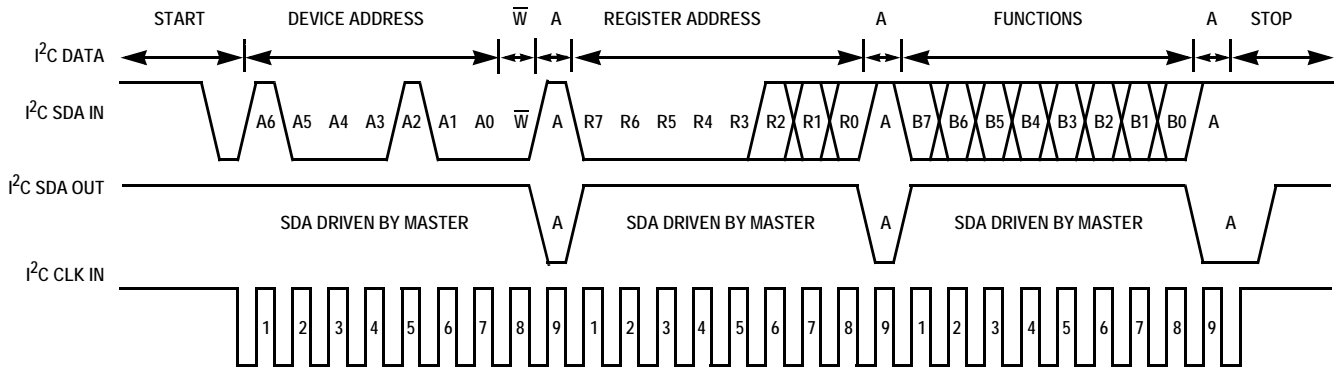 START DEVICE ADDRESS W̅ A REGISTER ADDRESS A FUNCTIONS A STOP
I²C DATA
I²C SDA IN A6 A5 A4 A3 A2 A1 A0 W̅ A R7 R6 R5 R4 R3 R2 R1 R0 A B7 B6 B5 B4 B3 B2 B1 B0 A
I²C SDA OUT
SDA DRIVEN BY MASTER A SDA DRIVEN BY MASTER A SDA DRIVEN BY MASTER A
I²C CLK IN
1 2 3 4 5 6 7 8 9 1 2 3 4 5 6 7 8 9 1 2 3 4 5 6 7 8 9